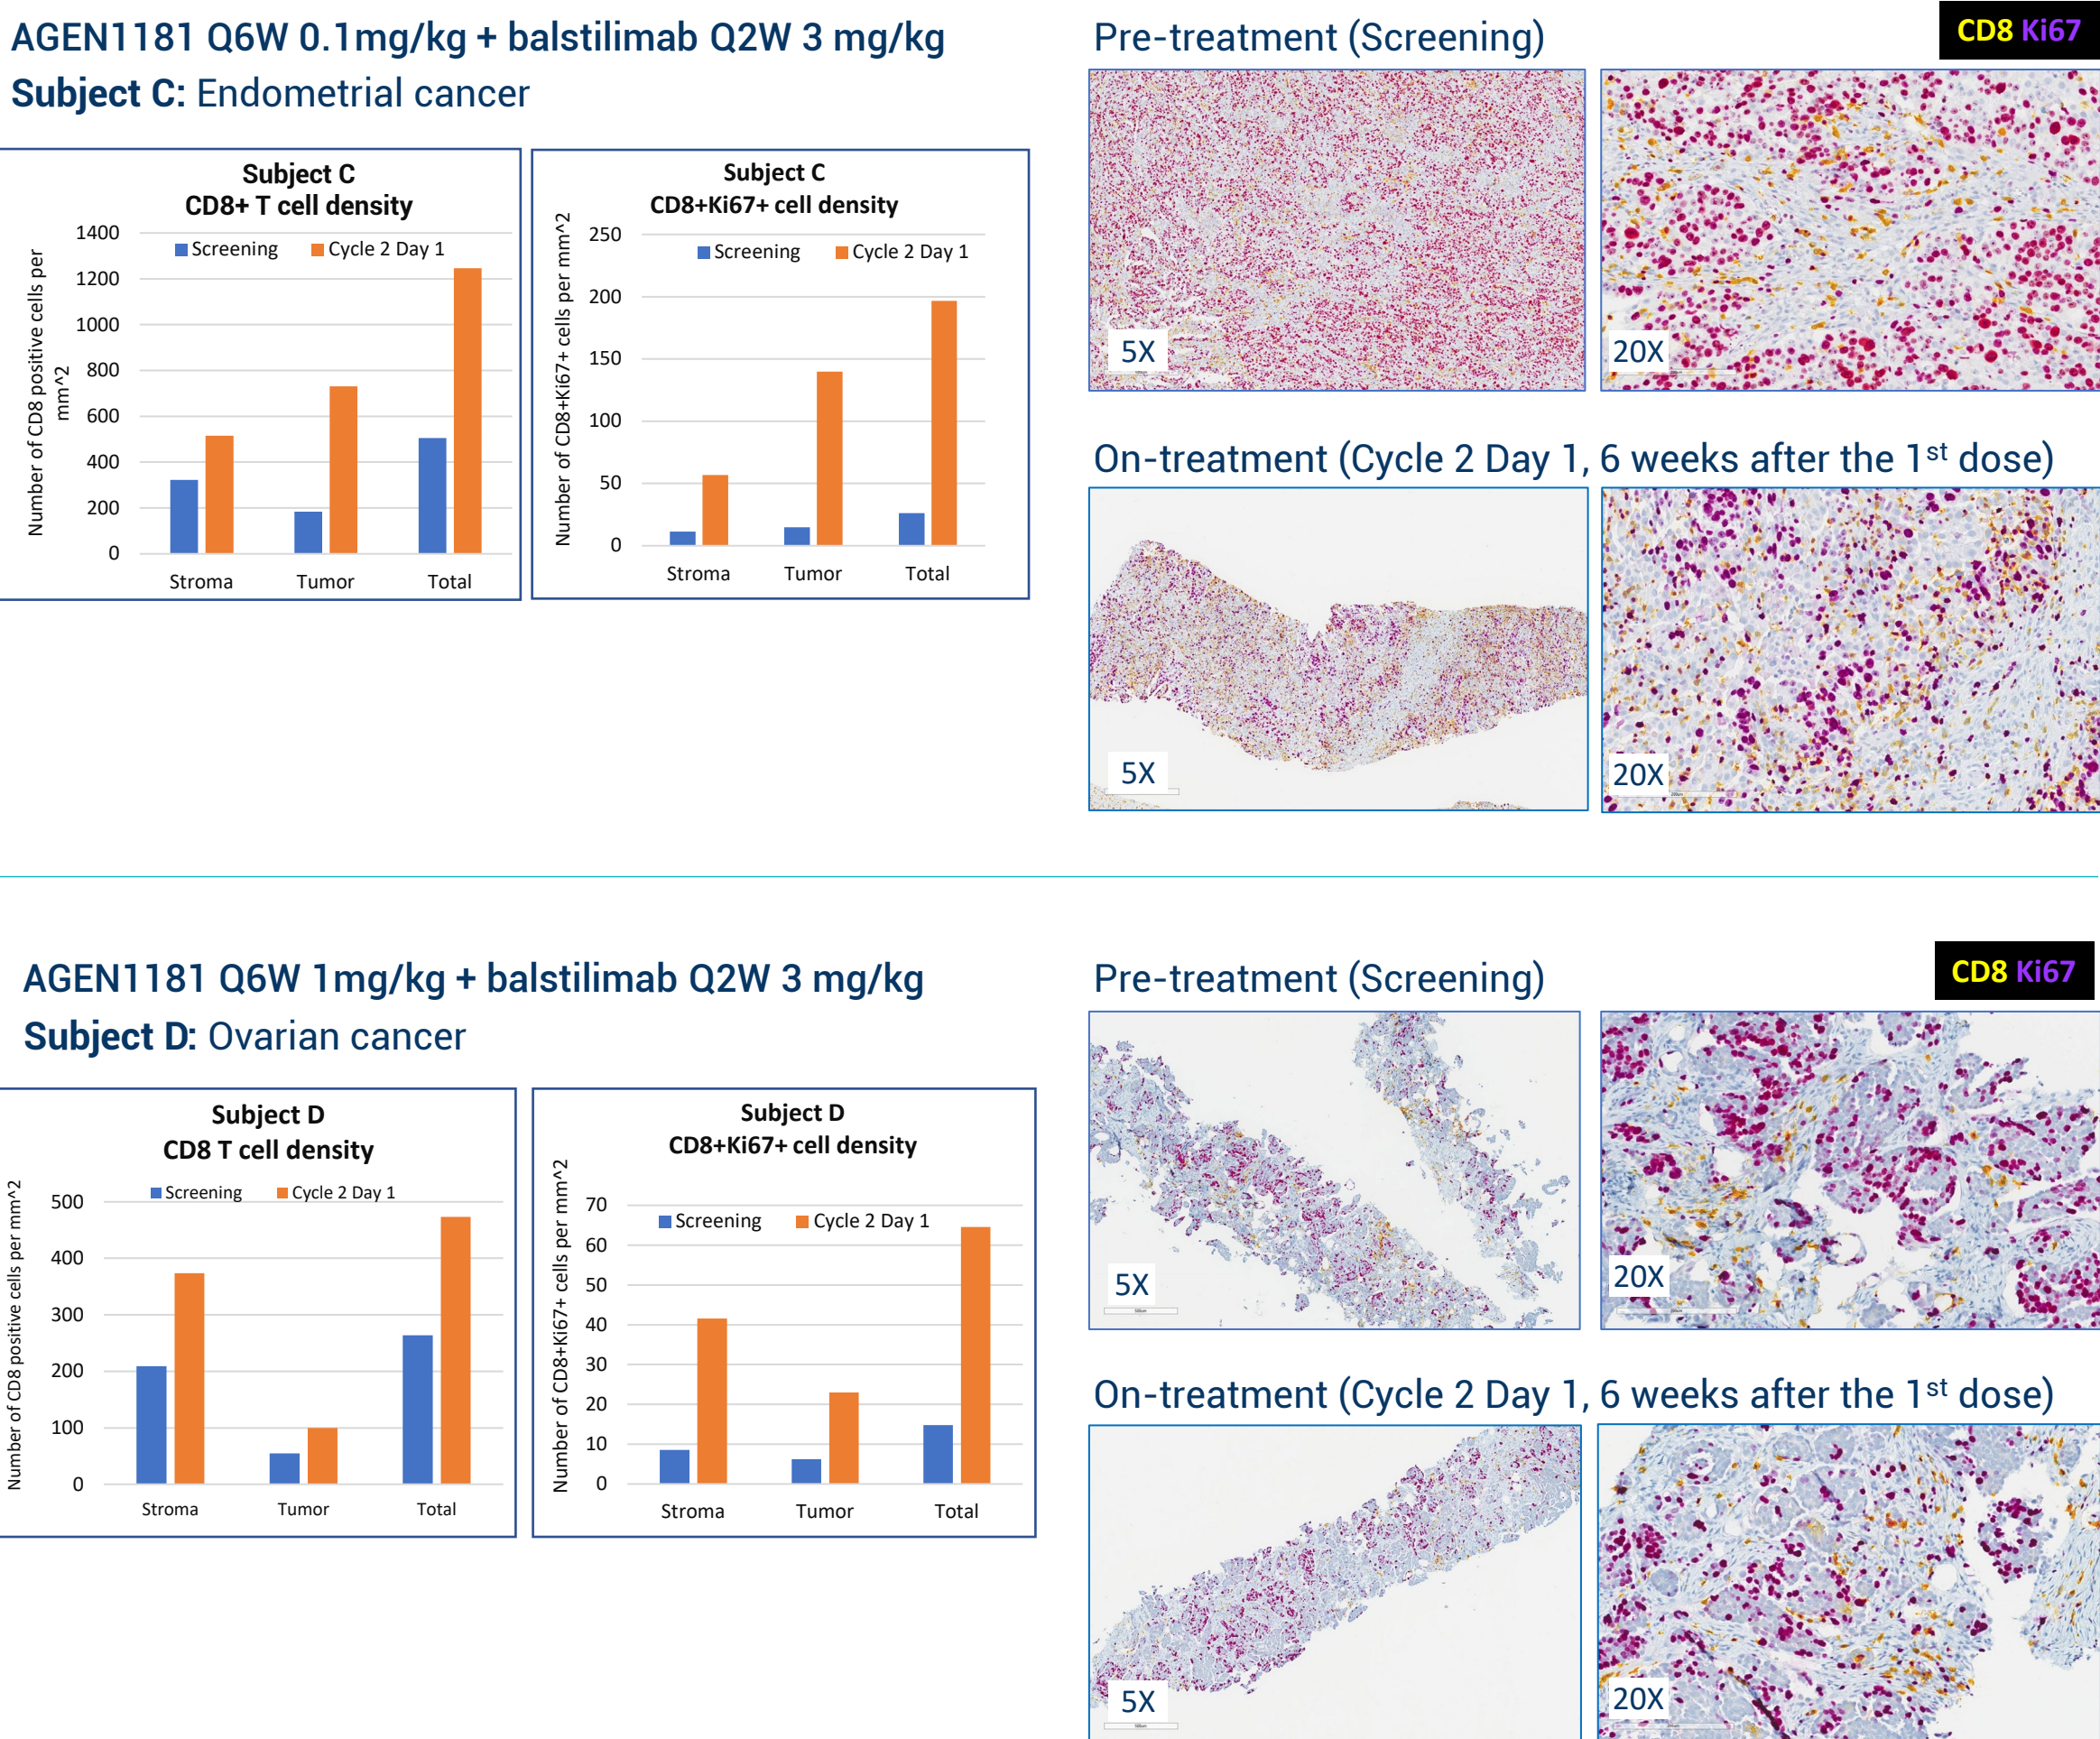 AGEN1181 Q6W 0.1mg/kg + balstilimab Q2W 3 mg/kg
Subject C: Endometrial cancer
Subject C
CD8+ T cell density
Number of CD8 positive cells per
mm^2
1400
1200
1000
800
600
400
200
0
Screening Cycle 2 Day 1
Stroma Tumor Total
Subject C
CD8+Ki67+ cell density
Number of CD8+Ki67+ cells per mm^2
250
200
150
100
50
0
Screening Cycle 2 Day 1
Stroma Tumor Total
Pre-treatment (Screening)
CD8 Ki67
5X
20X
On-treatment (Cycle 2 Day 1, 6 weeks after the 1st dose)
5X
20X
AGEN1181 Q6W 1mg/kg + balstilimab Q2W 3 mg/kg
Subject D: Ovarian cancer
Subject D
CD8 T cell density
Number of CD8 positive cells per mm^2
500
400
300
200
100
0
Screening Cycle 2 Day 1
Stroma Tumor Total
Subject D
CD8+Ki67+ cell density
Number of CD8+Ki67+ cells per mm^2
70
60
50
40
30
20
10
0
Screening Cycle 2 Day 1
Stroma Tumor Total
Pre-treatment (Screening)
CD8 Ki67
5X
20X
On-treatment (Cycle 2 Day 1, 6 weeks after the 1st dose)
5X
20X